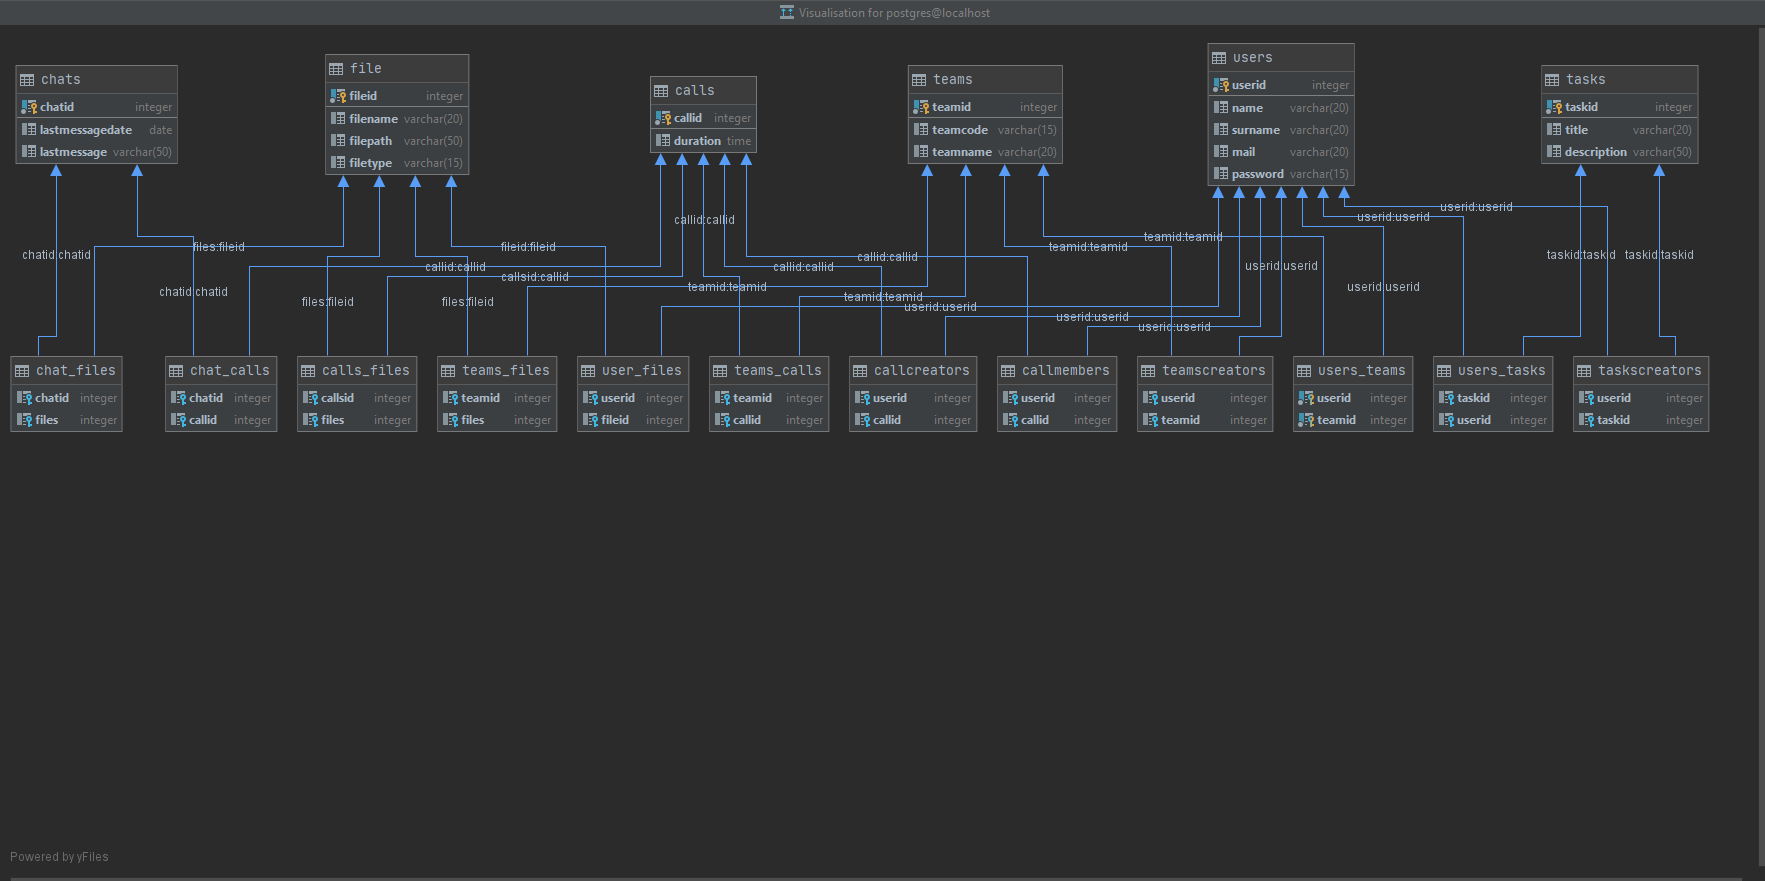 Visualisation for postgres@localhost
chats
chatid integer
lastmessagedate date
lastmessage varchar(50)
file
fileid integer
filename varchar(20)
filepath varchar(50)
filetype varchar(15)
calls
callid integer
duration time
teams
teamid integer
teamcode varchar(15)
teamname varchar(20)
users
userid integer
name varchar(20)
surname varchar(20)
mail varchar(20)
password varchar(15)
tasks
taskid integer
title varchar(20)
description varchar(50)
userid:userid
userid:userid
callid:callid
teamid:teamid
files:fileid
fileid:fileid
teamid:teamid
chatid:chatid
callid:callid
taskid:taskid
taskid:taskid
callid:callid
callid:callid
userid:userid
callsid:callid
teamid:teamid
userid:userid
chatid:chatid
teamid:teamid
files:fileid
files:fileid
userid:userid
userid:userid
userid:userid
chat_files
chatid integer
files integer
chat_calls
chatid integer
callid integer
calls_files
callsid integer
files integer
teams_files
teamid integer
files integer
user_files
userid integer
fileid integer
teams_calls
teamid integer
callid integer
callcreators
userid integer
callid integer
callmembers
userid integer
callid integer
teamscreators
userid integer
teamid integer
users_teams
userid integer
teamid integer
users_tasks
taskid integer
userid integer
taskscreators
userid integer
taskid integer
Powered by yFiles